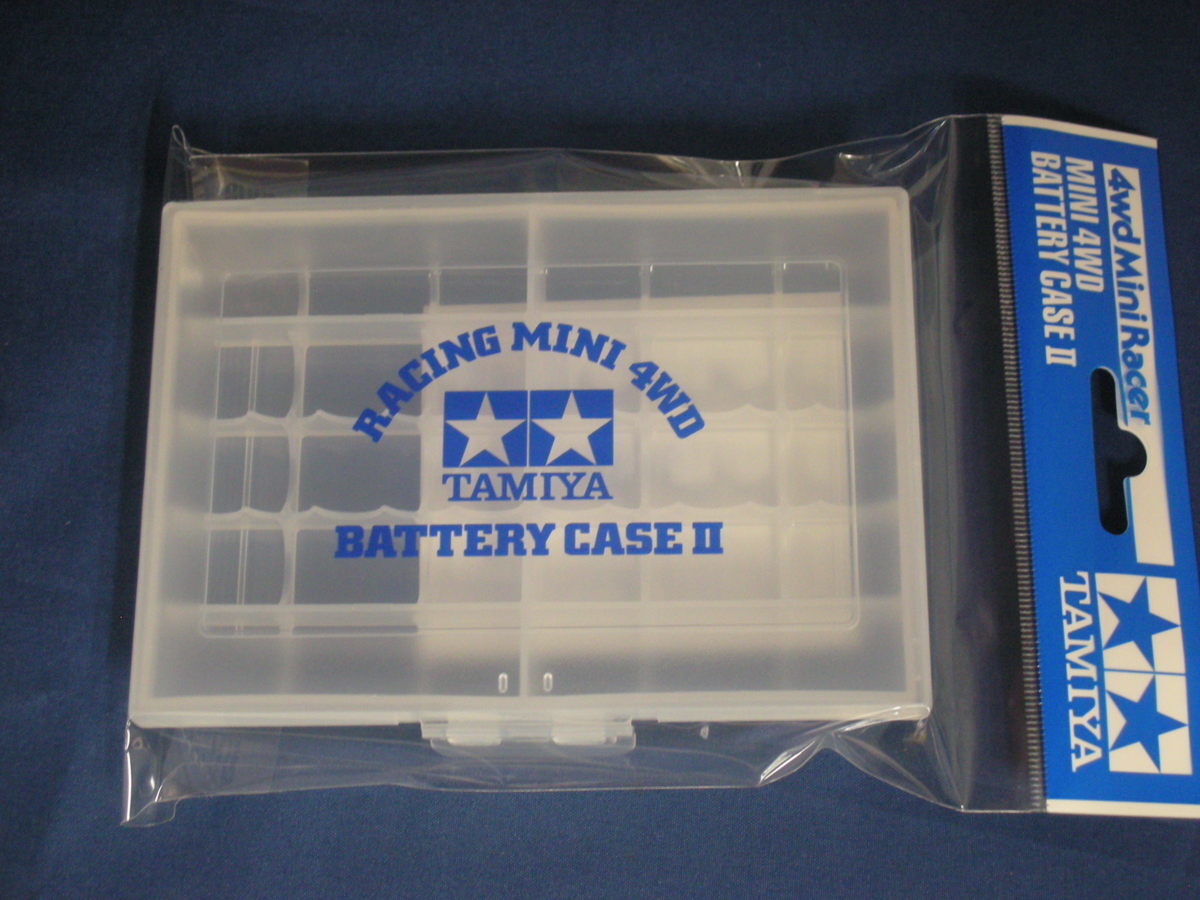 RACING MINI 4WD
TAMIYA
BATTERY CASE II
4wd Mini Racer
MINI 4WD
BATTERY CASE II
TAMIYA